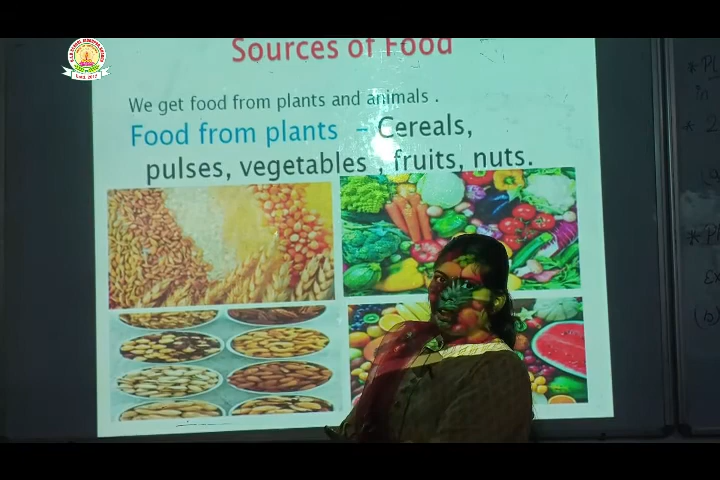 Sources of Food
We get food from plants and animals .
Food from plants – Cereals,
pulses, vegetables , fruits, nuts.